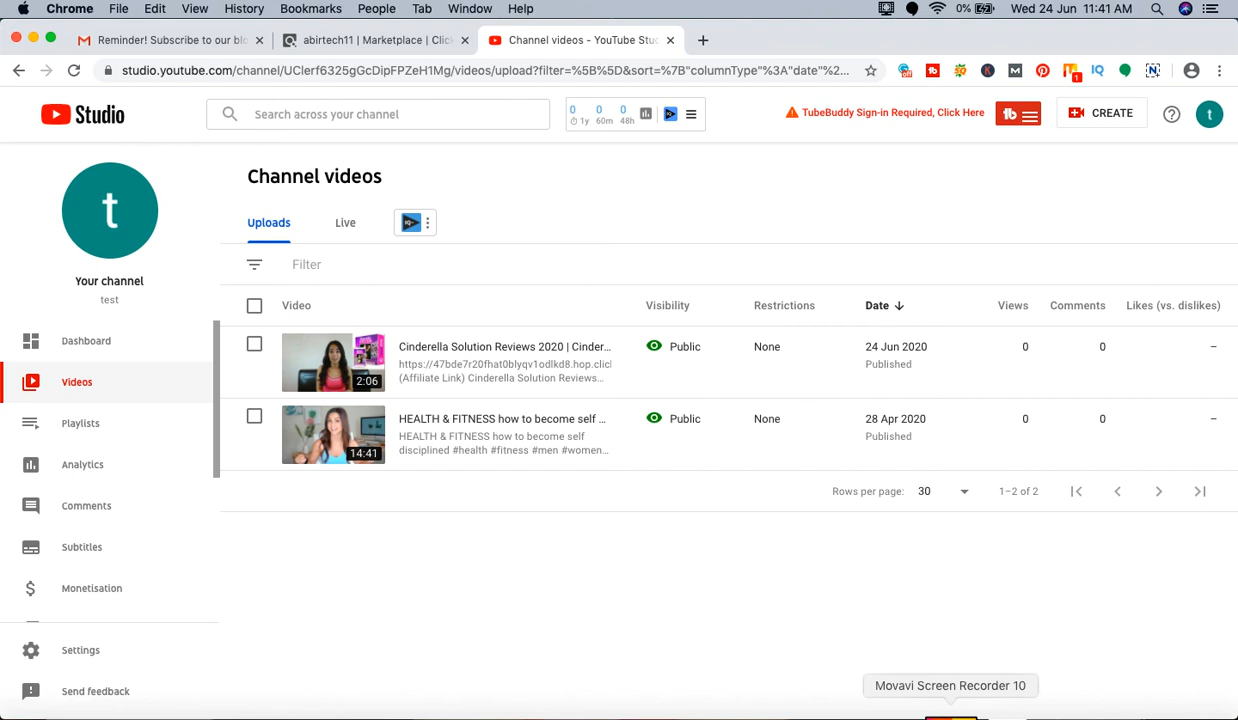 Chrome File Edit View History Bookmarks People Tab Window Help 0% Wed 24 Jun 11:41 AM
Reminder! Subscribe to our blo abirtech11 | Marketplace | Click Channel videos - YouTube Stu
studio.youtube.com/channel/UClerf6325gGcDipFPZeH1Mg/videos/upload?filter=%5B%5D&sort=%7B"columnType"%3A"date"%2...
Studio
Search across your channel
0 0 0
1y 60m 48h
TubeBuddy Sign-in Required, Click Here
tb
CREATE
t
t
Your channel
test
Dashboard
Videos
Playlists
Analytics
Comments
Subtitles
Monetisation
Settings
Send feedback
Channel videos
Uploads Live
Filter
Video Visibility Restrictions Date Views Comments Likes (vs. dislikes)
2:06
Cinderella Solution Reviews 2020 | Cinder...
https://47bde7r20fhat0blyqv1odlkd8.hop.clic
(Affiliate Link) Cinderella Solution Reviews...
Public None 24 Jun 2020 0 0 –
Published
14:41
HEALTH & FITNESS how to become self ...
HEALTH & FITNESS how to become self
disciplined #health #fitness #men #women...
Public None 28 Apr 2020 0 0 –
Published
Rows per page: 30 1–2 of 2
Movavi Screen Recorder 10